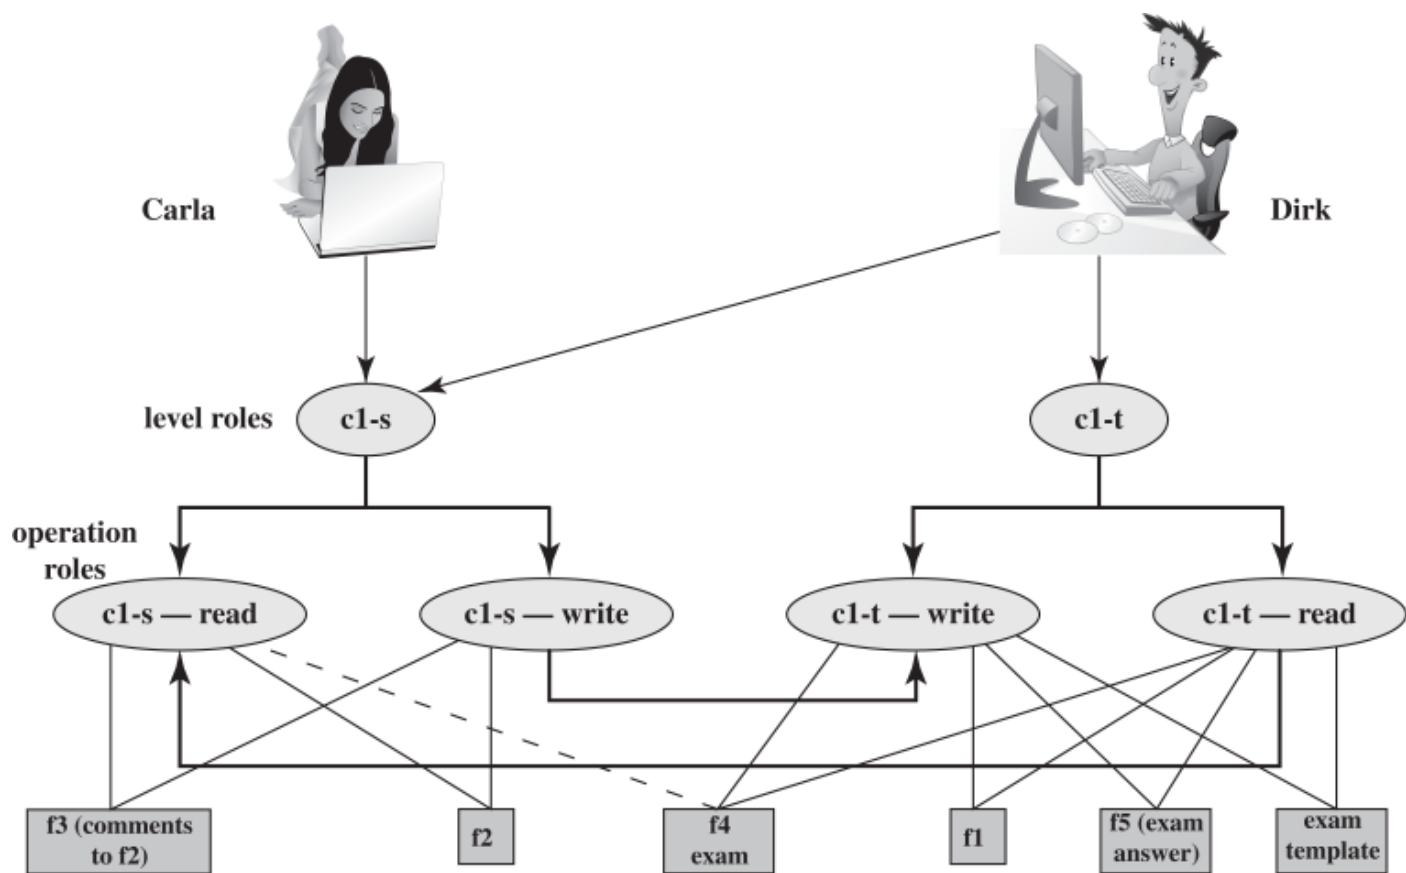 Carla
Dirk
level roles
c1-s
c1-t
operation
roles
c1-s — read
c1-s — write
c1-t — write
c1-t — read
f3 (comments
to f2)
f2
f4
exam
f1
f5 (exam
answer)
exam
template